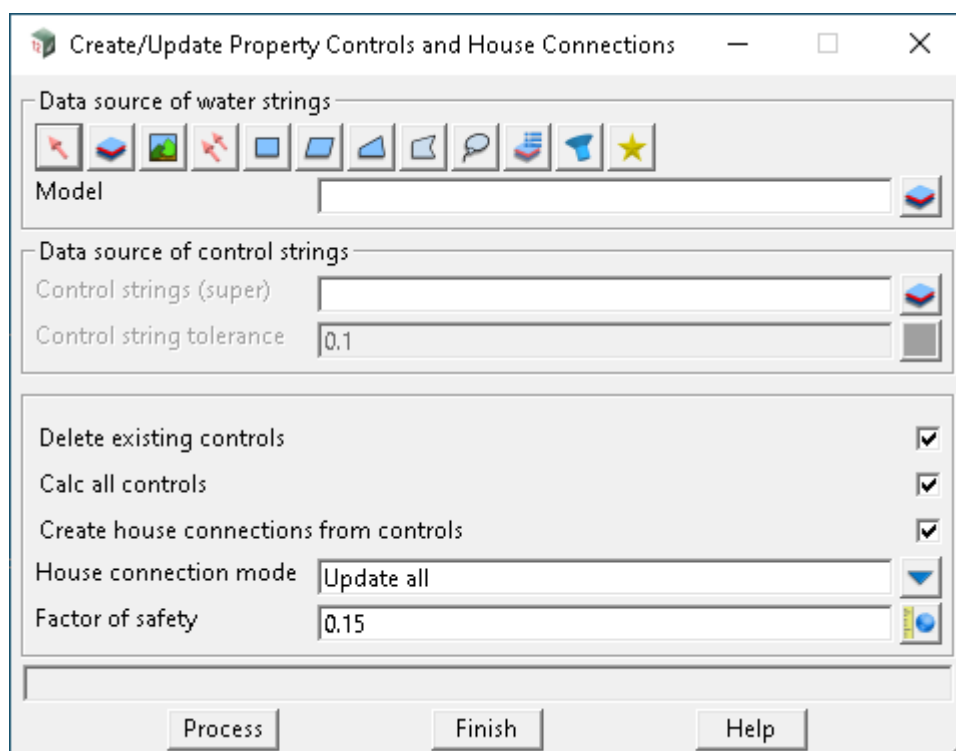 Create/Update Property Controls and House Connections
Data source of water strings
Model
Data source of control strings
Control strings (super)
Control string tolerance 0.1
Delete existing controls
Calc all controls
Create house connections from controls
House connection mode Update all
Factor of safety 0.15
Process Finish Help